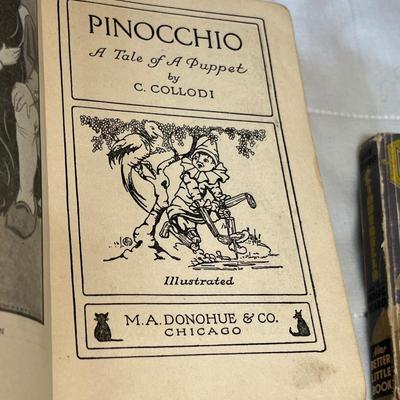 PINOCCHIO
A Tale of A Puppet
by
C. COLLODI
Illustrated
M.A. DONOHUE & CO.
CHICAGO
BETTER
LITTLE
BOOK